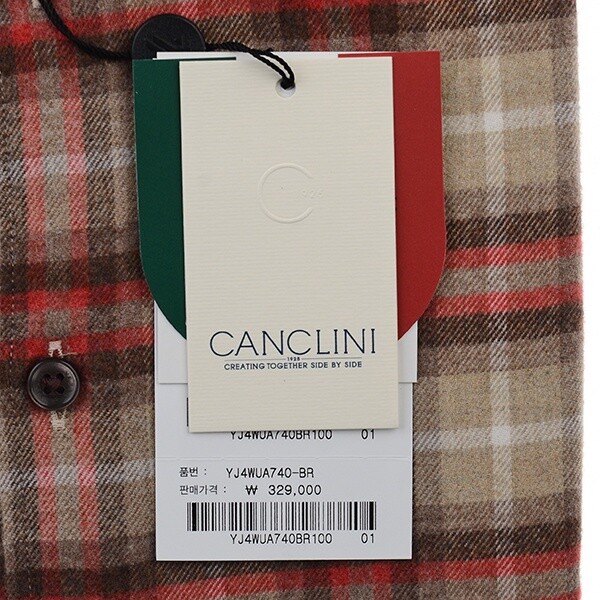 CANCLINI
1925
CREATING TOGETHER SIDE BY SIDE
YJ4WUA740BR100 01
품번 : YJ4WUA740-BR
판매가격 : ₩ 329,000
YJ4WUA740BR100 01